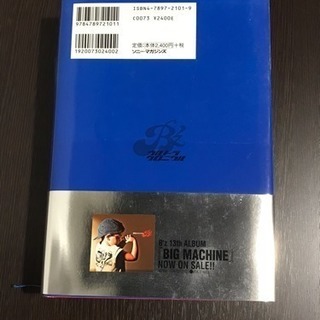 ISBN4-7897-2101-9
C0073 ¥2400E
9784789721011
定価:本体2,400円+税
ソニー・マガジンズ
1920073024002
B'z
B'z 13th ALBUM
「BIG MACHINE」
NOW ON SALE!!